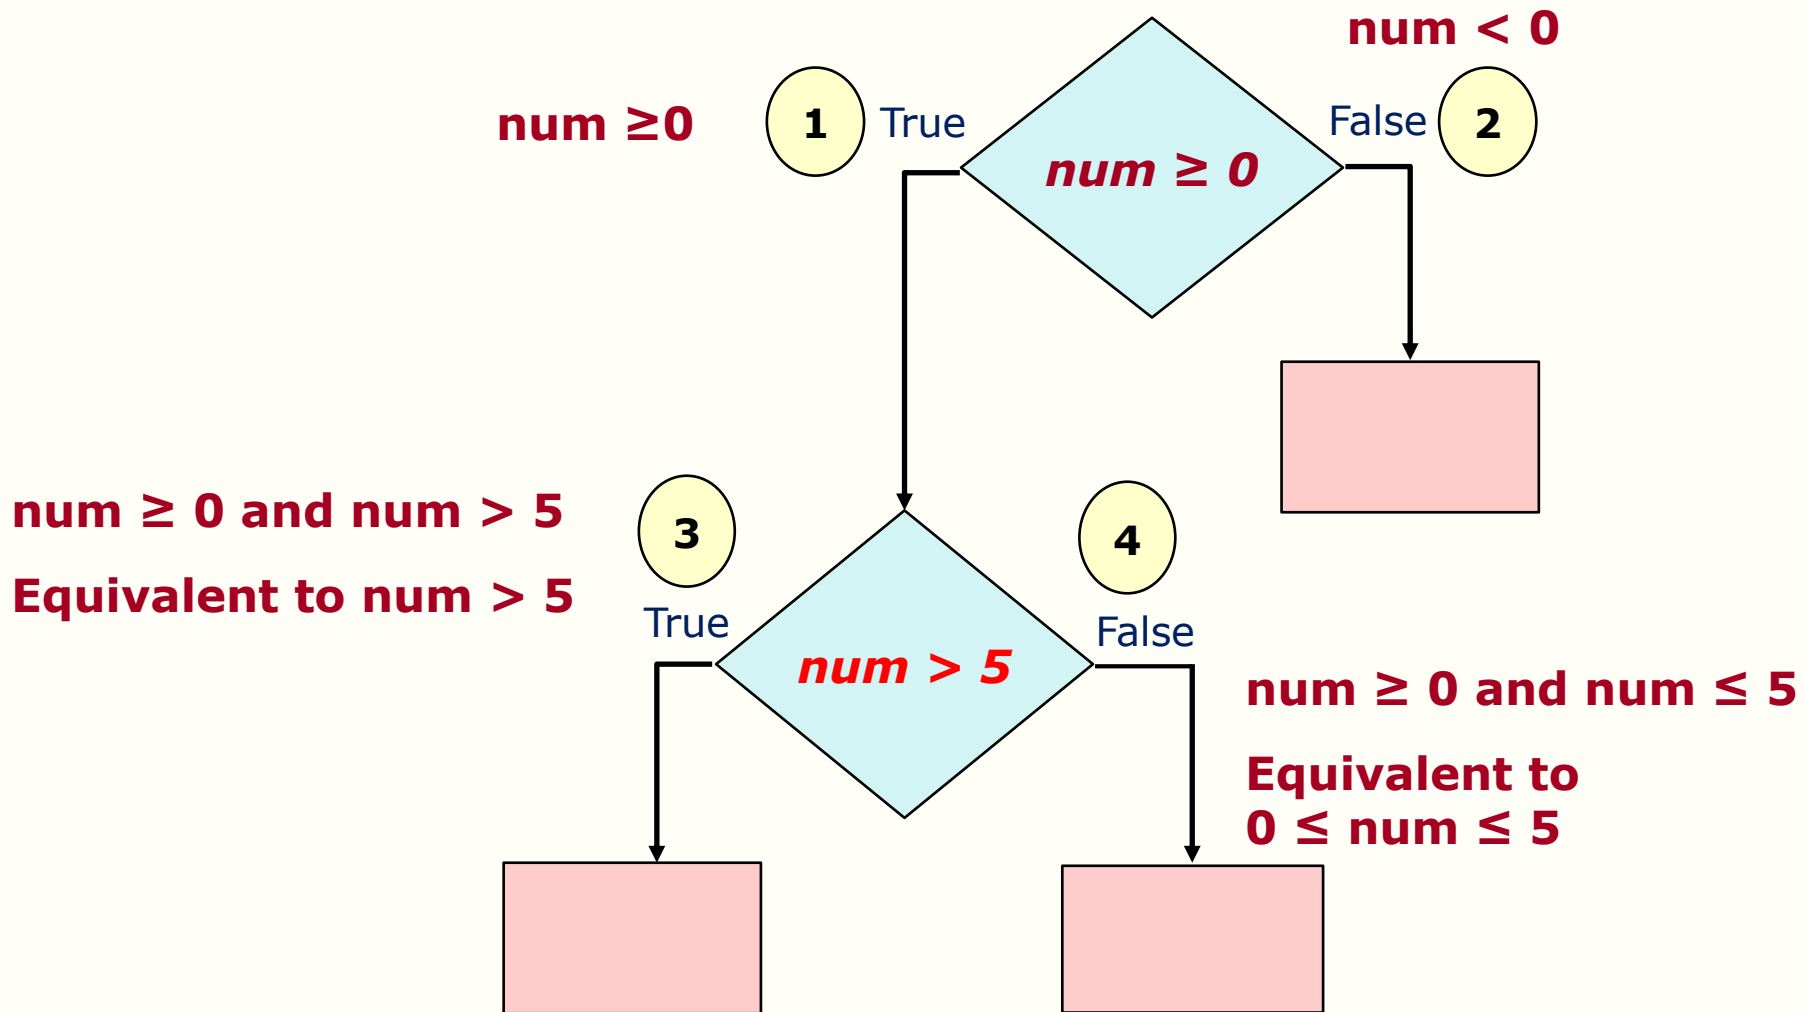 num < 0
num ≥0
1
True
False
2
num ≥ 0
num ≥ 0 and num > 5
3
4
Equivalent to num > 5
True
False
num > 5
num ≥ 0 and num ≤ 5
Equivalent to
0 ≤ num ≤ 5